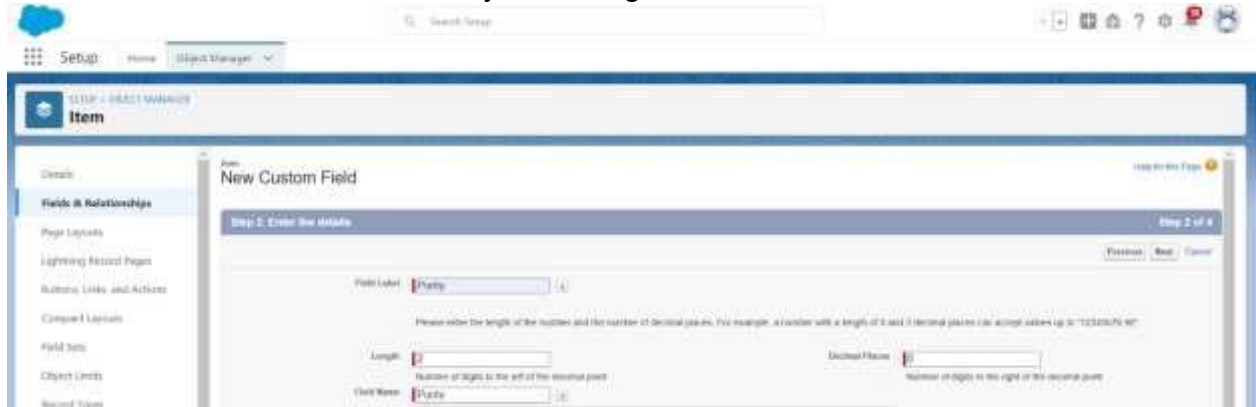 Search Setup
Setup Home Object Manager
SETUP > OBJECT MANAGER
Item
Details
Fields & Relationships
Page Layouts
Lightning Record Pages
Buttons, Links, and Actions
Compact Layouts
Field Sets
Object Limits
Record Types
New Custom Field
Help for this Page
Step 2. Enter the details
Step 2 of 4
Previous Next Cancel
Field Label Purity
Please enter the length of the number and the number of decimal places. For example, a number with a length of 8 and 2 decimal places can accept values up to "12345678.90".
Length 2
Decimal Places 0
Number of digits to the left of the decimal point
Number of digits to the right of the decimal point
Field Name Purity